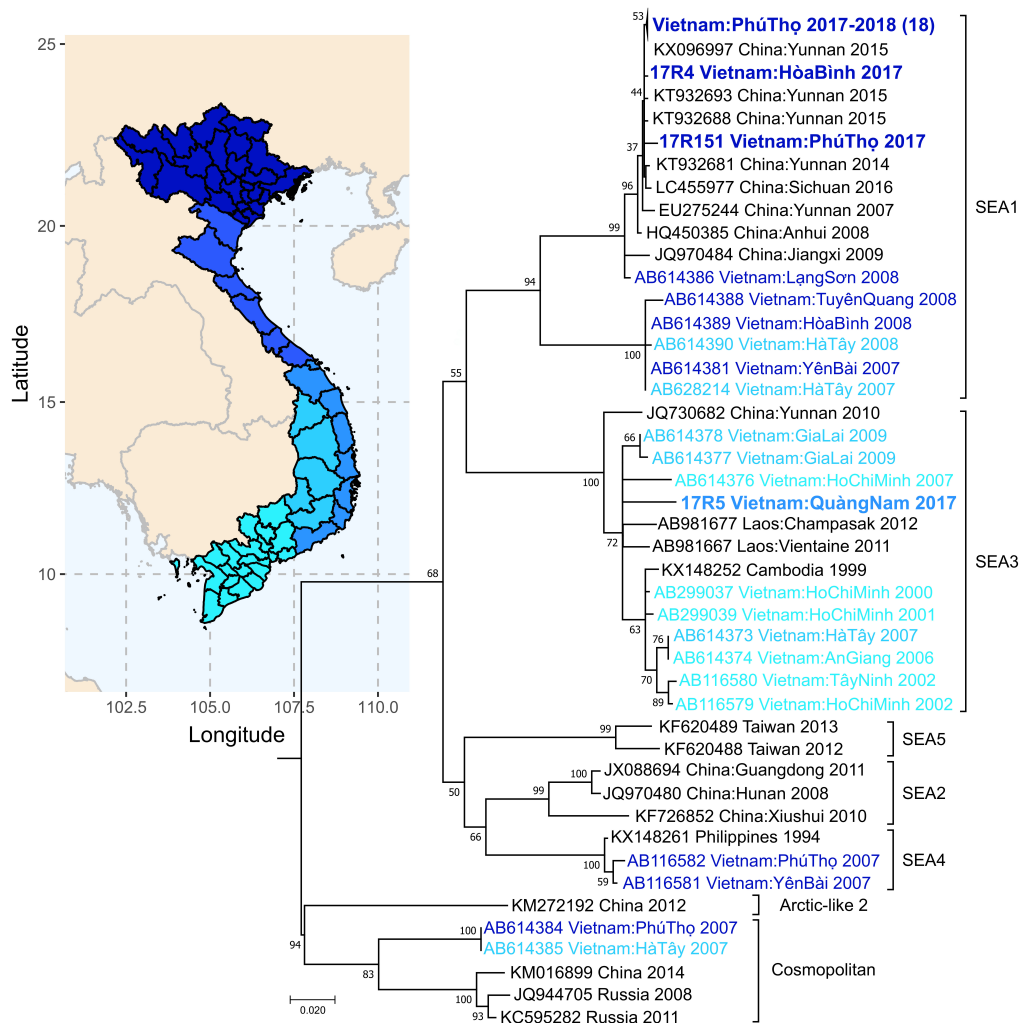 25
20
15
10
Latitude
102.5
105.0
107.5
110.0
Longitude
53
Vietnam:PhúThọ 2017-2018 (18)
KX096997 China:Yunnan 2015
17R4 Vietnam:HòaBình 2017
44
KT932693 China:Yunnan 2015
KT932688 China:Yunnan 2015
17R151 Vietnam:PhúThọ 2017
37
KT932681 China:Yunnan 2014
96
LC455977 China:Sichuan 2016
EU275244 China:Yunnan 2007
99
HQ450385 China:Anhui 2008
JQ970484 China:Jiangxi 2009
94
AB614386 Vietnam:LạngSơn 2008
AB614388 Vietnam:TuyênQuang 2008
AB614389 Vietnam:HòaBình 2008
AB614390 Vietnam:HàTây 2008
100
AB614381 Vietnam:YênBài 2007
AB628214 Vietnam:HàTây 2007
SEA1
55
JQ730682 China:Yunnan 2010
66
AB614378 Vietnam:GiaLai 2009
AB614377 Vietnam:GiaLai 2009
100
AB614376 Vietnam:HoChiMinh 2007
17R5 Vietnam:QuàngNam 2017
AB981677 Laos:Champasak 2012
72
AB981667 Laos:Vientaine 2011
SEA3
KX148252 Cambodia 1999
AB299037 Vietnam:HoChiMinh 2000
AB299039 Vietnam:HoChiMinh 2001
63
76
AB614373 Vietnam:HàTây 2007
AB614374 Vietnam:AnGiang 2006
70
AB116580 Vietnam:TâyNinh 2002
89
AB116579 Vietnam:HoChiMinh 2002
68
99
KF620489 Taiwan 2013
KF620488 Taiwan 2012
SEA5
50
100
JX088694 China:Guangdong 2011
99
JQ970480 China:Hunan 2008
KF726852 China:Xiushui 2010
SEA2
66
KX148261 Philippines 1994
100
AB116582 Vietnam:PhúThọ 2007
59
AB116581 Vietnam:YênBài 2007
SEA4
KM272192 China 2012
Arctic-like 2
94
100
AB614384 Vietnam:PhúThọ 2007
AB614385 Vietnam:HàTây 2007
83
KM016899 China 2014
100
JQ944705 Russia 2008
93
KC595282 Russia 2011
Cosmopolitan
0.020